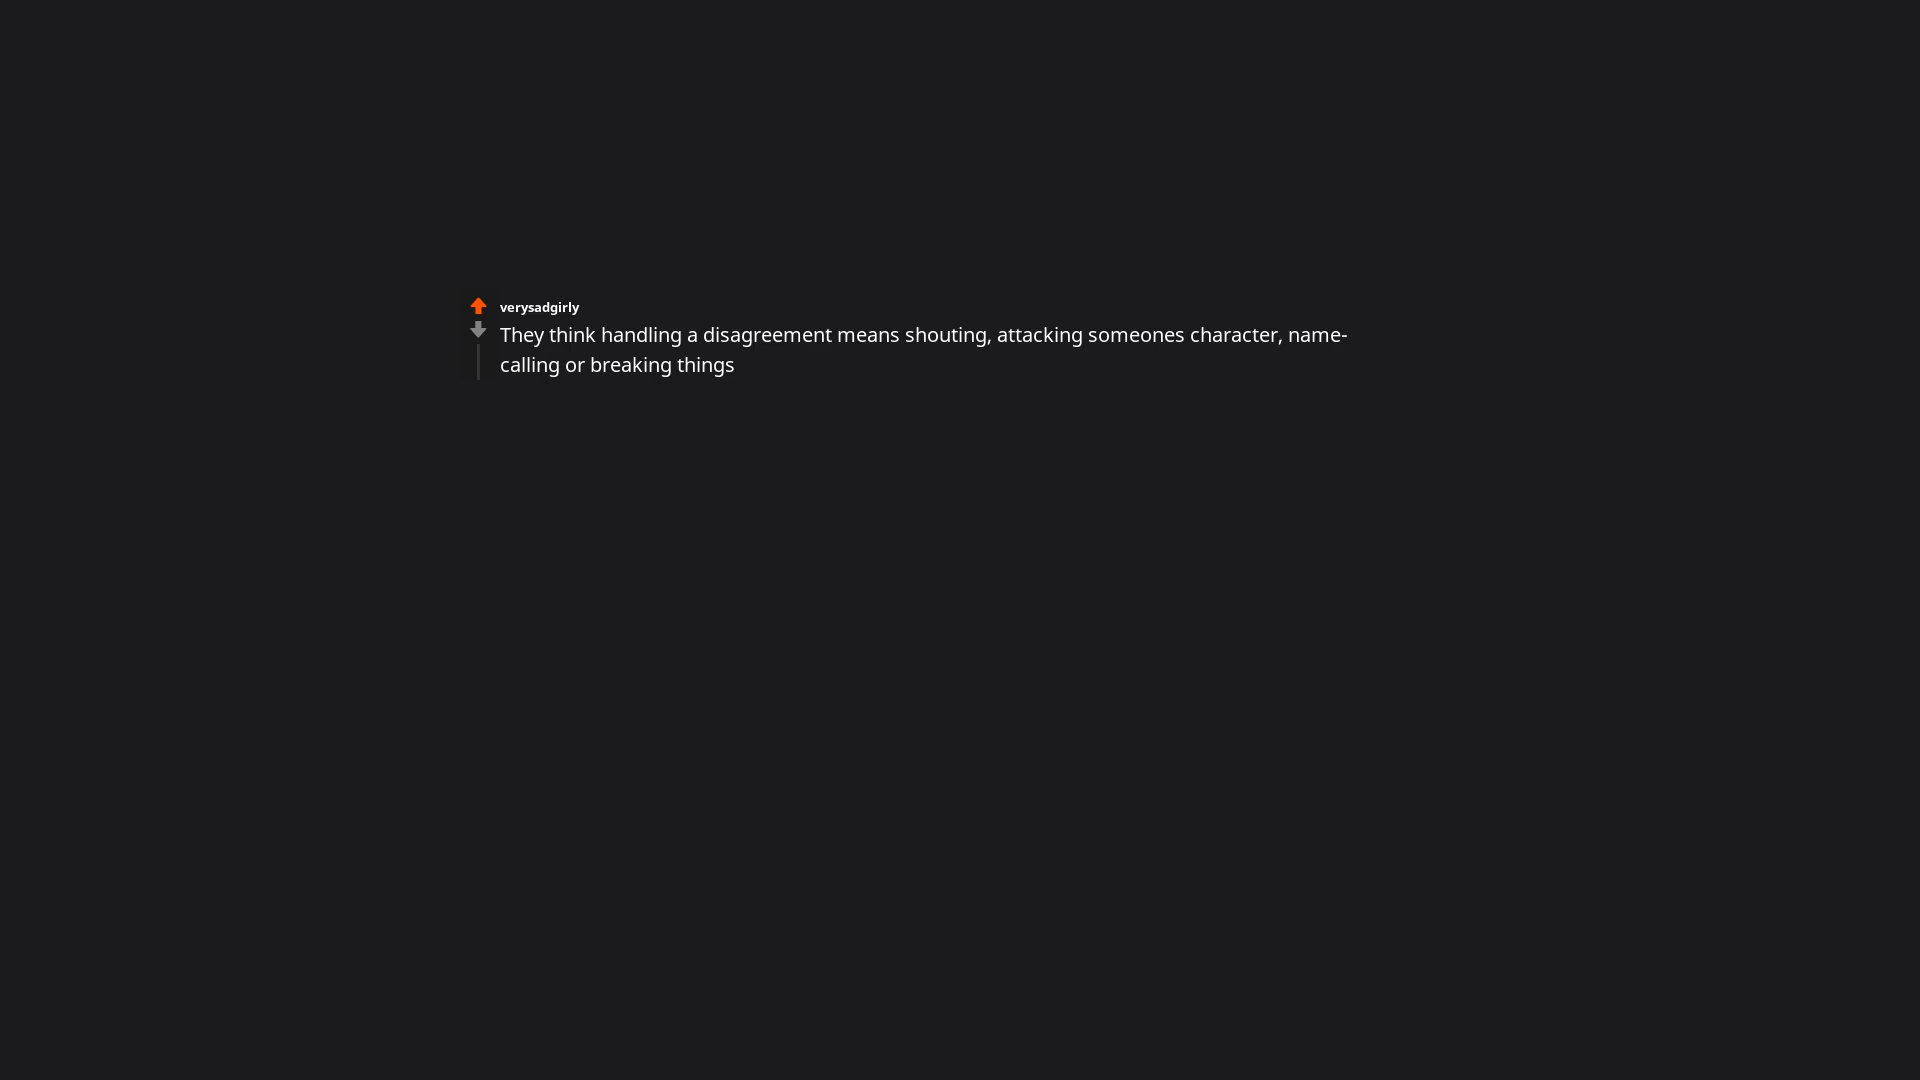 verysadgirly
They think handling a disagreement means shouting, attacking someones character, name-
calling or breaking things